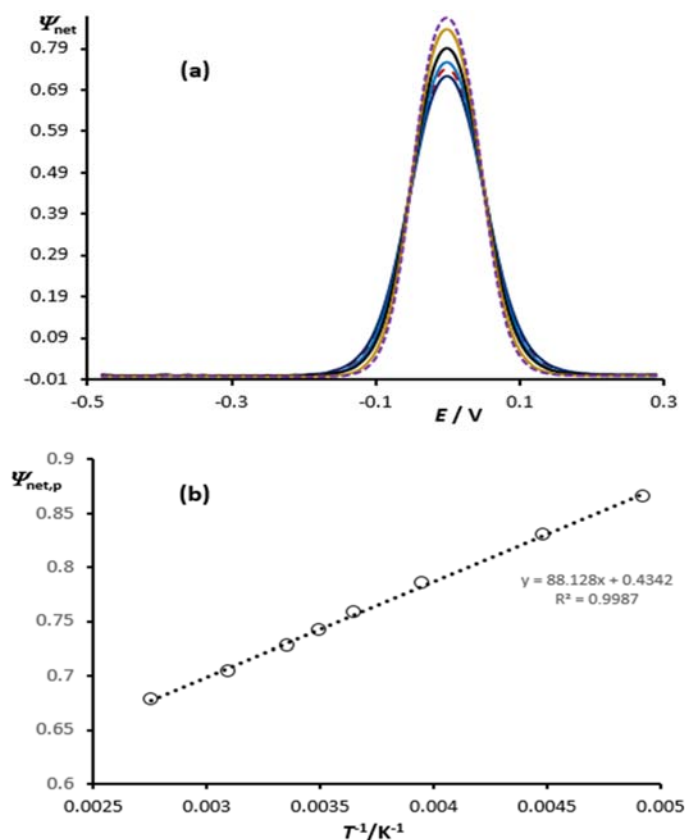 Ψnet
0.79
(a)
0.69
0.59
0.49
0.39
0.29
0.19
0.09
-0.01
-0.5 -0.3 -0.1 0.1 0.3
E / V
0.9
Ψnet,p
(b)
0.85
0.8
y = 88.128x + 0.4342
R² = 0.9987
0.75
0.7
0.65
0.6
0.0025 0.003 0.0035 0.004 0.0045 0.005
T⁻¹/K⁻¹